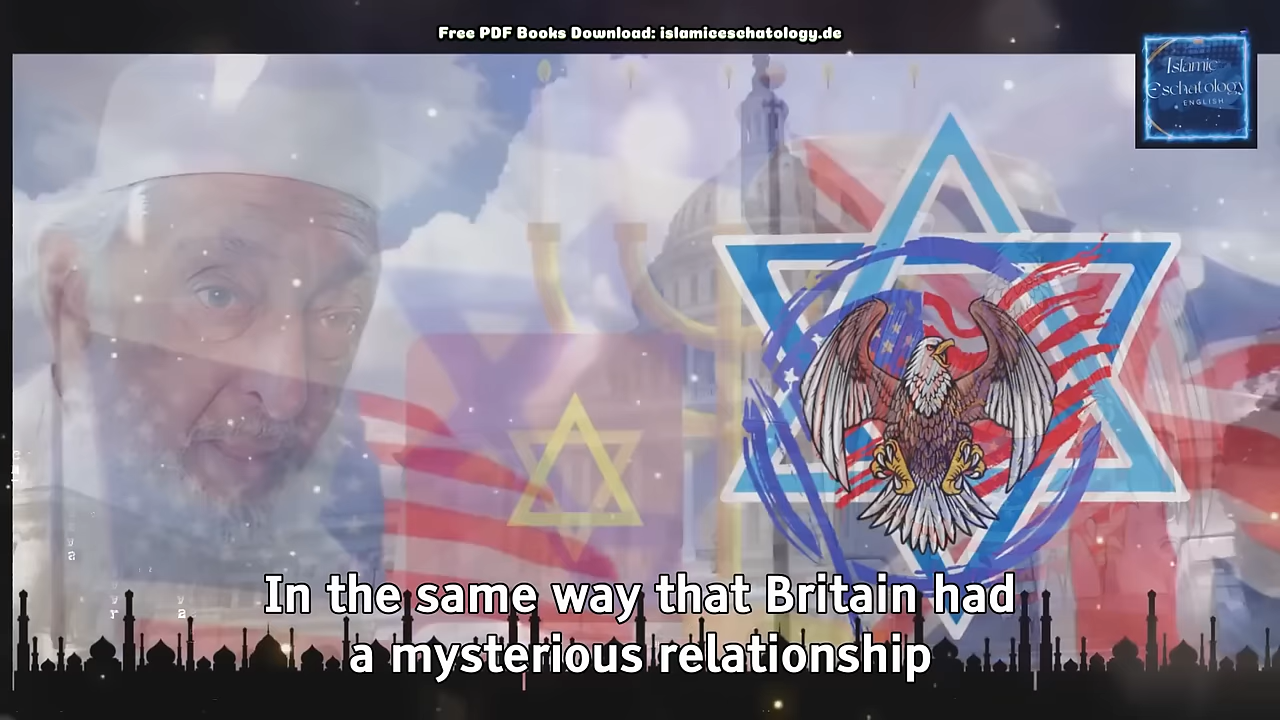 Free PDF Books Download: islamiceschatology.de
Islamic
Eschatology
ENGLISH
In the same way that Britain had
a mysterious relationship